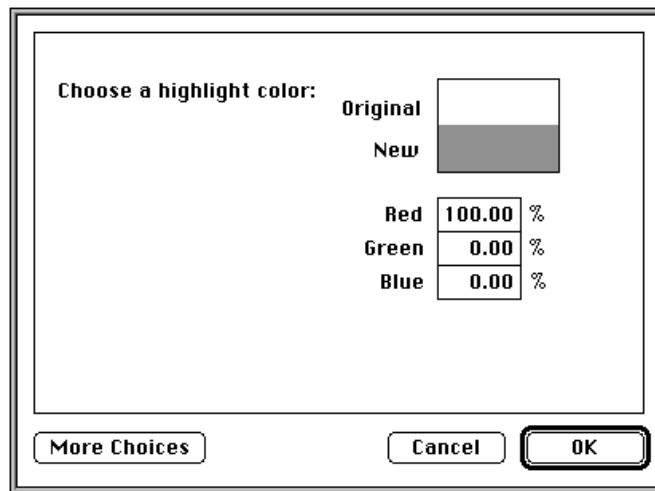 Choose a highlight color:
Original
New
Red 100.00 %
Green 0.00 %
Blue 0.00 %
More Choices Cancel OK